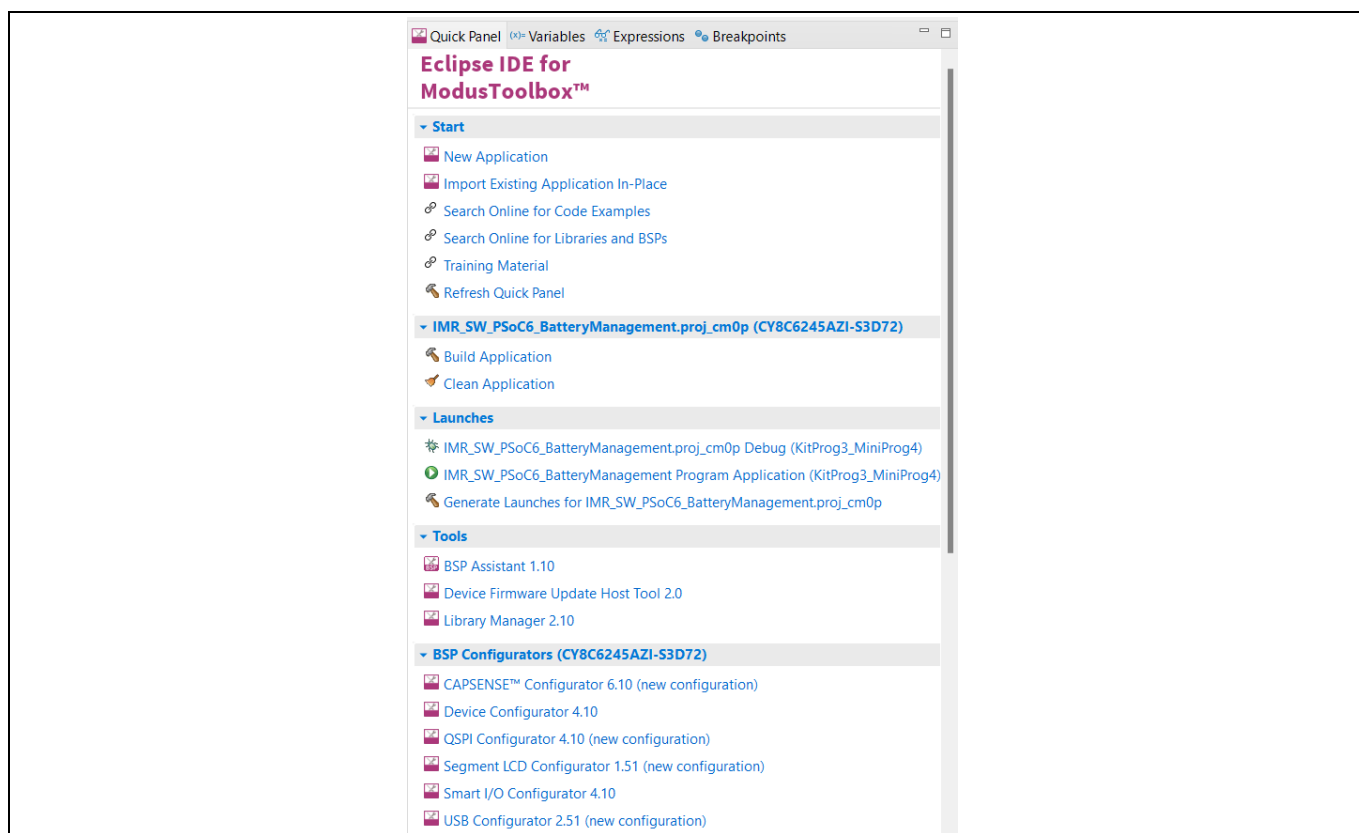 Quick Panel (x)= Variables Expressions Breakpoints
Eclipse IDE for
ModusToolbox™
Start
New Application
Import Existing Application In-Place
Search Online for Code Examples
Search Online for Libraries and BSPs
Training Material
Refresh Quick Panel
IMR_SW_PSoC6_BatteryManagement.proj_cm0p (CY8C6245AZI-S3D72)
Build Application
Clean Application
Launches
IMR_SW_PSoC6_BatteryManagement.proj_cm0p Debug (KitProg3_MiniProg4)
IMR_SW_PSoC6_BatteryManagement Program Application (KitProg3_MiniProg4)
Generate Launches for IMR_SW_PSoC6_BatteryManagement.proj_cm0p
Tools
BSP Assistant 1.10
Device Firmware Update Host Tool 2.0
Library Manager 2.10
BSP Configurators (CY8C6245AZI-S3D72)
CAPSENSE™ Configurator 6.10 (new configuration)
Device Configurator 4.10
QSPI Configurator 4.10 (new configuration)
Segment LCD Configurator 1.51 (new configuration)
Smart I/O Configurator 4.10
USB Configurator 2.51 (new configuration)